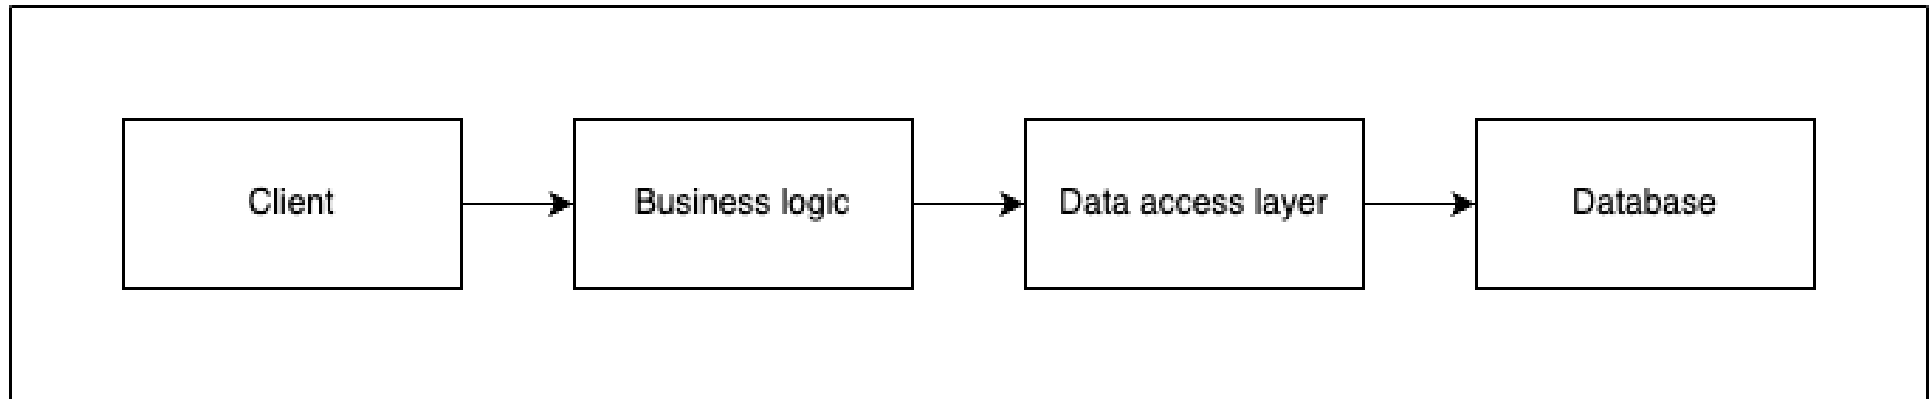 Client
Business logic
Data access layer
Database